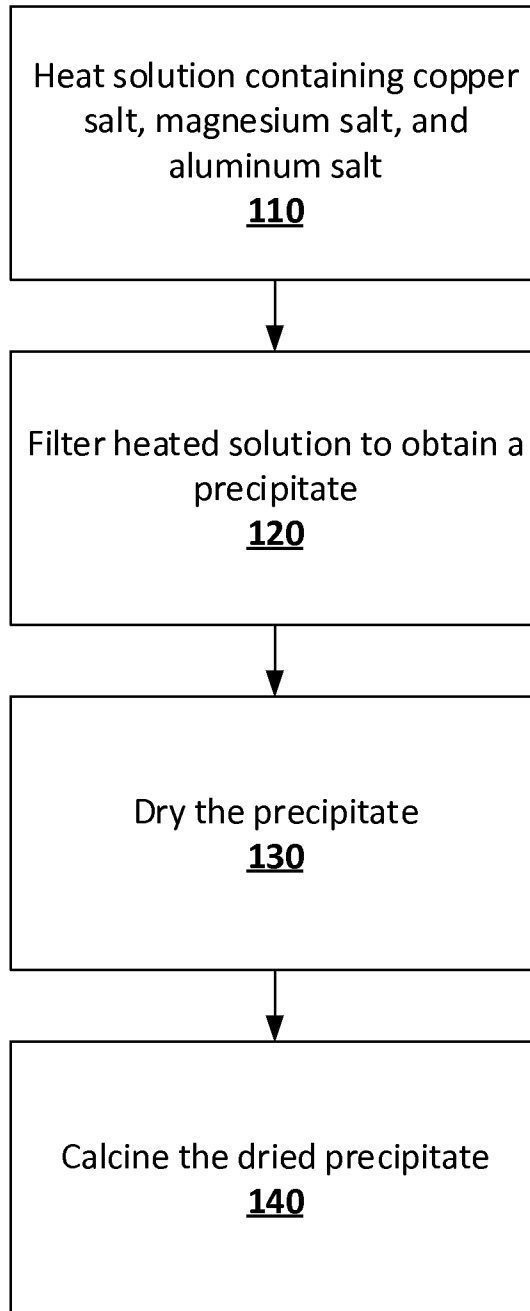 Heat solution containing copper
salt, magnesium salt, and
aluminum salt
110
Filter heated solution to obtain a
precipitate
120
Dry the precipitate
130
Calcine the dried precipitate
140